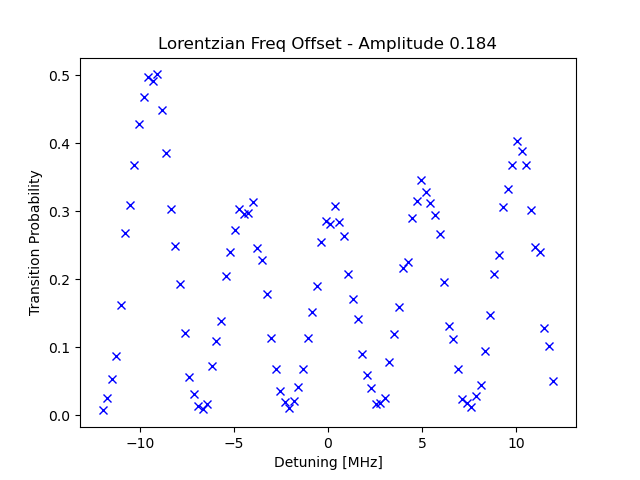 Lorentzian Freq Offset - Amplitude 0.184
Transition Probability
0.5
0.4
0.3
0.2
0.1
0.0
−10 −5 0 5 10
Detuning [MHz]